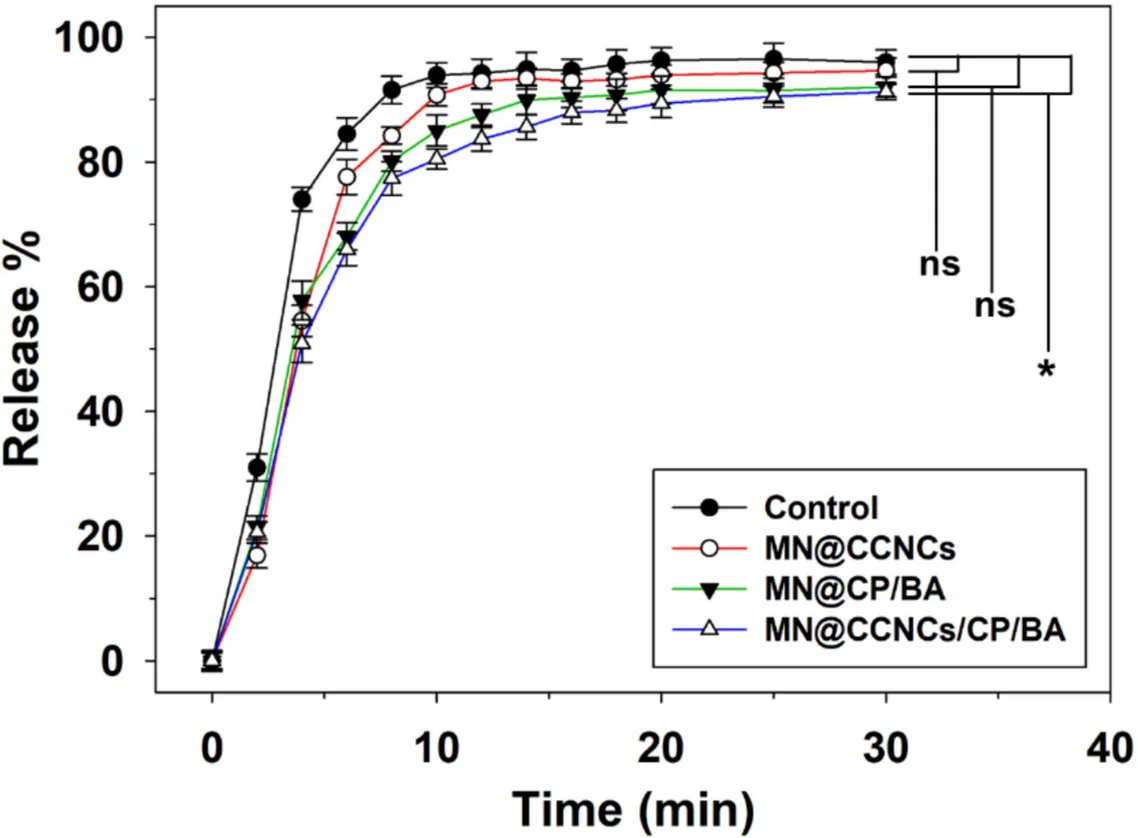 100
80
60
40
20
0
Release %
ns
ns
*
Control
MN@CCNCs
MN@CP/BA
MN@CCNCs/CP/BA
0 10 20 30 40
Time (min)